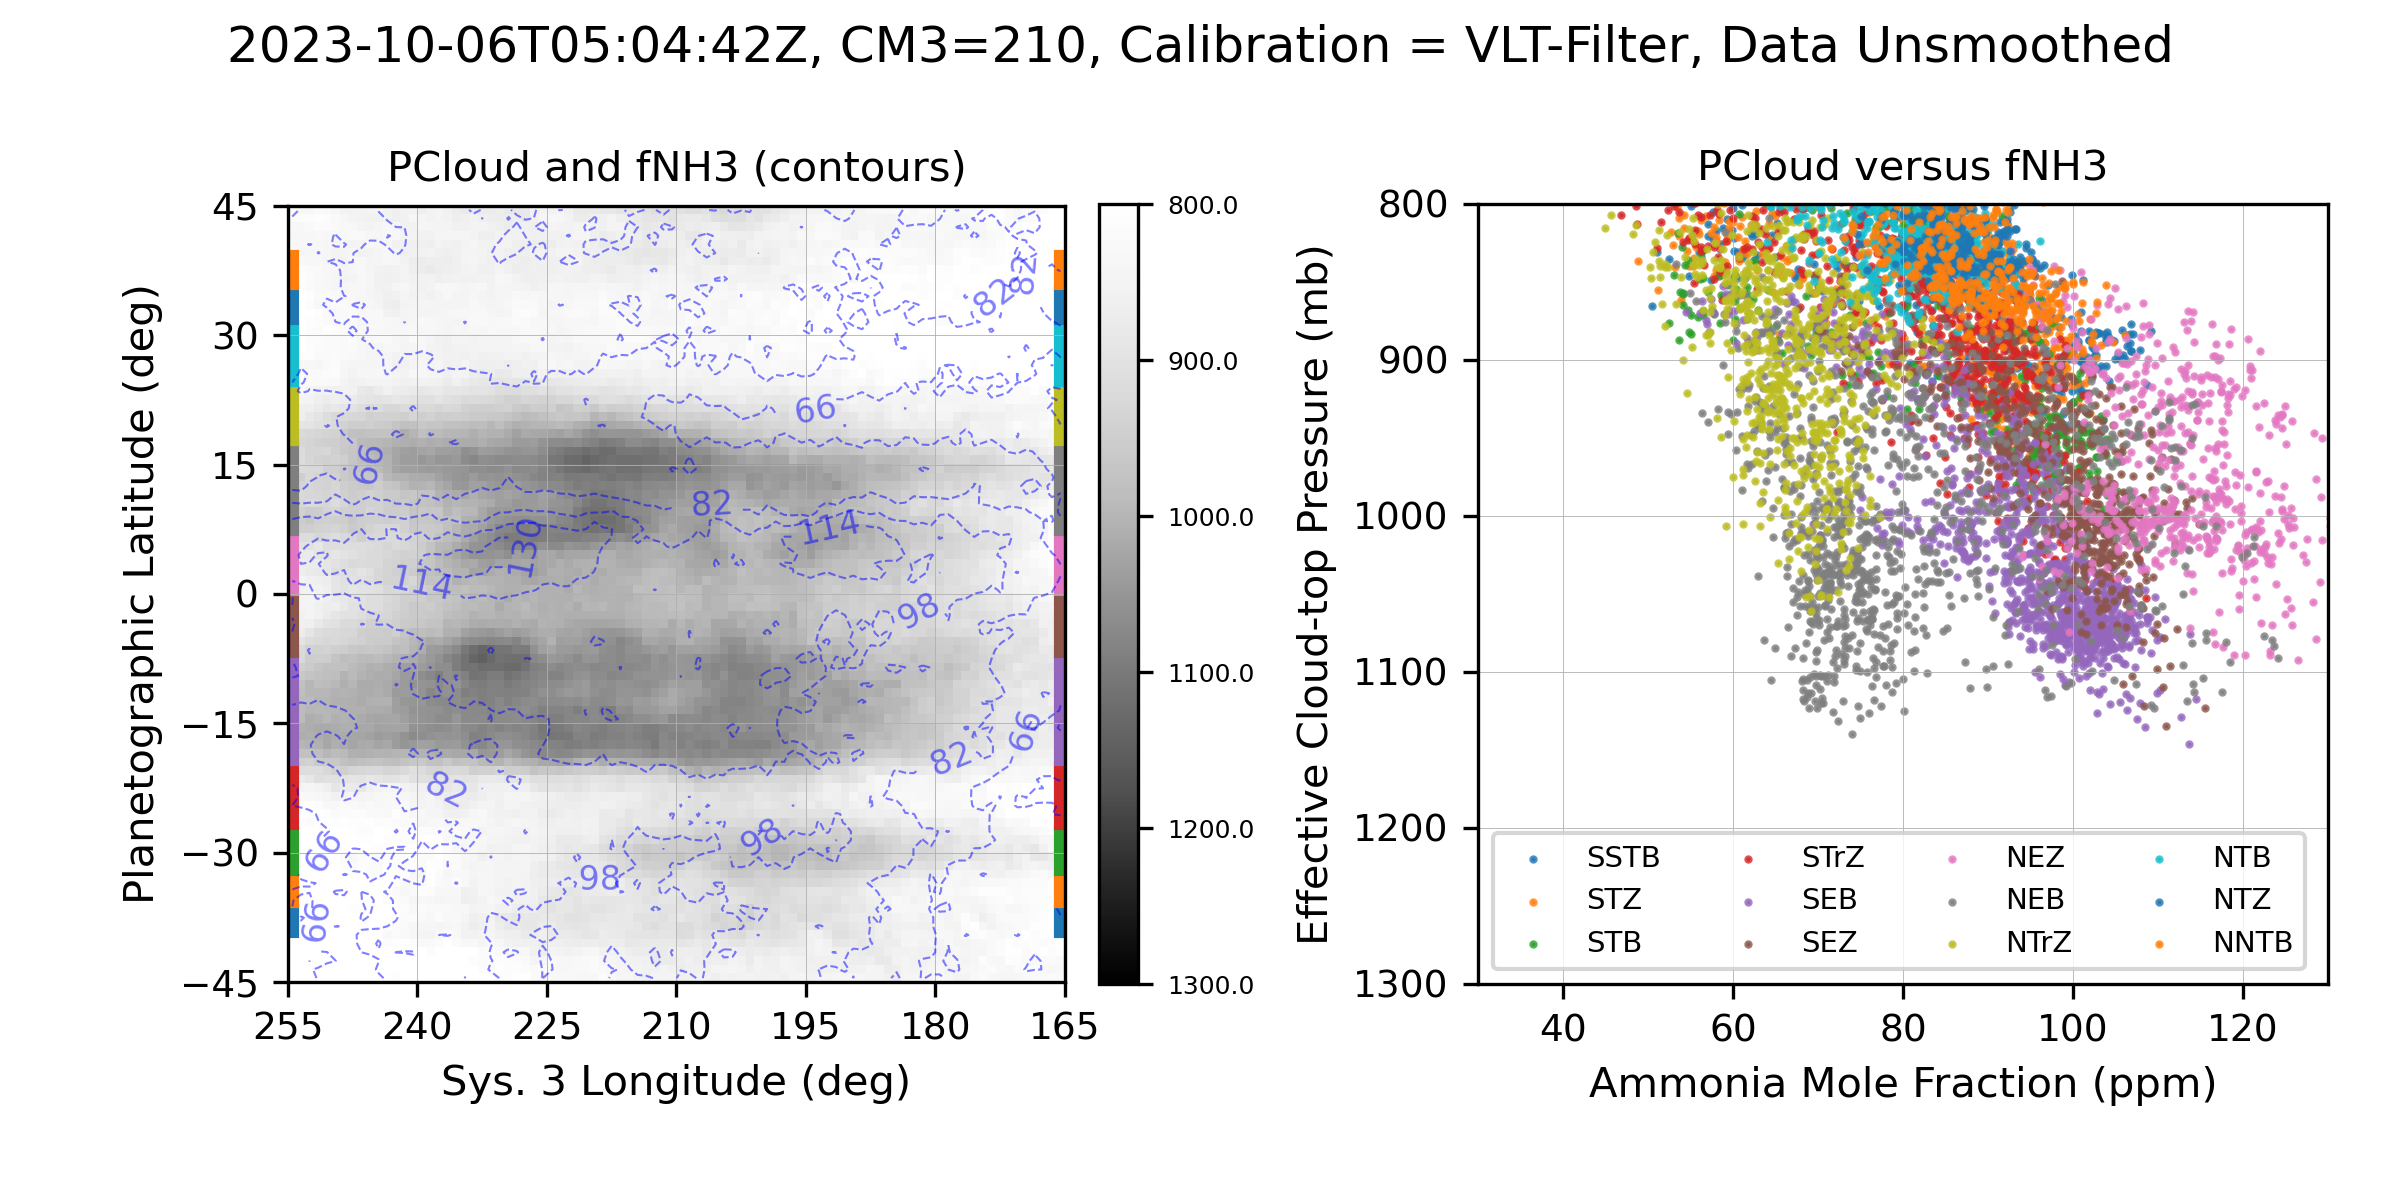 2023-10-06T05:04:42Z, CM3=210, Calibration = VLT-Filter, Data Unsmoothed
PCloud and fNH3 (contours)
45
30
15
0
−15
−30
−45
Planetographic Latitude (deg)
255 240 225 210 195 180 165
Sys. 3 Longitude (deg)
82
82
66
66
82
114
130
114
98
66
82
82
98
66
98
66
800.0
900.0
1000.0
1100.0
1200.0
1300.0
PCloud versus fNH3
800
900
1000
1100
1200
1300
Effective Cloud-top Pressure (mb)
SSTB STrZ NEZ NTB
STZ SEB NEB NTZ
STB SEZ NTrZ NNTB
40 60 80 100 120
Ammonia Mole Fraction (ppm)